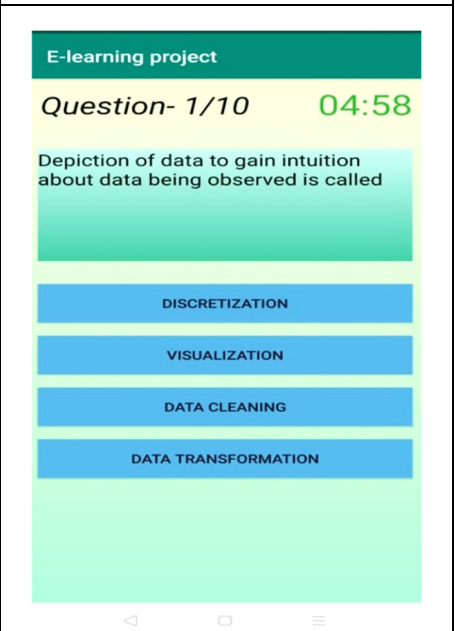 E-learning project
Question- 1/10 04:58
Depiction of data to gain intuition
about data being observed is called
DISCRETIZATION
VISUALIZATION
DATA CLEANING
DATA TRANSFORMATION